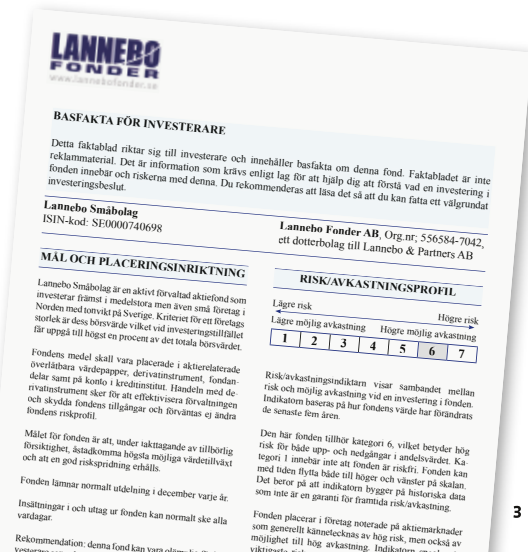 LANNEBO
FONDER
www.lannebofonder.se
BASFAKTA FÖR INVESTERARE
Detta faktablad riktar sig till investerare och innehåller basfakta om denna fond. Faktabladet är inte
reklammaterial. Det är information som krävs enligt lag för att hjälpa dig att förstå vad en investering i
fonden innebär och riskerna med denna. Du rekommenderas att läsa det så att du kan fatta ett välgrundat
investeringsbeslut.
Lannebo Småbolag
ISIN-kod: SE0000740698
Lannebo Fonder AB, Org.nr; 556584-7042,
ett dotterbolag till Lannebo & Partners AB
MÅL OCH PLACERINGSINRIKTNING
Lannebo Småbolag är en aktivt förvaltad aktiefond som
investerar främst i medelstora men även små företag i
Norden med tonvikt på Sverige. Kriteriet för ett företags
storlek är dess börsvärde vilket vid investeringstillfället
får uppgå till högst en procent av det totala börsvärdet.
Fondens medel skall vara placerade i aktierelaterade
överlåtbara värdepapper, derivatinstrument, fondan-
delar samt på konto i kreditinstitut. Handeln med de-
rivatinstrument sker för att effektivisera förvaltningen
och skydda fondens tillgångar och förväntas ej ändra
fondens riskprofil.
Målet för fonden är att, under iakttagande av tillbörlig
försiktighet, åstadkomma högsta möjliga värdetillväxt
och att en god riskspridning erhålls.
Fonden lämnar normalt utdelning i december varje år.
Insättningar i och uttag ur fonden kan normalt ske alla
vardagar.
Rekommendation: denna fond kan vara
RISK/AVKASTNINGSPROFIL
Lägre risk Högre risk
Lägre möjlig avkastning Högre möjlig avkastning
1 2 3 4 5 6 7
Risk/avkastningsindiktarn visar sambandet mellan
risk och möjlig avkastning vid en investering i fonden.
Indikatorn baseras på hur fondens värde har förändrats
de senaste fem åren.
Den här fonden tillhör kategori 6, vilket betyder hög
risk för både upp- och nedgångar i andelsvärdet. Ka-
tegori 1 innebär inte att fonden är riskfri. Fonden kan
med tiden flytta både till höger och vänster på skalan.
Det beror på att indikatorn bygger på historiska data
som inte är en garanti för framtida risk/avkastning.
Fonden placerar i företag noterade på aktiemarknader
som generellt kännetecknas av hög risk, men också av
möjlighet till hög avkastning. Indikatorn
viktigaste
3